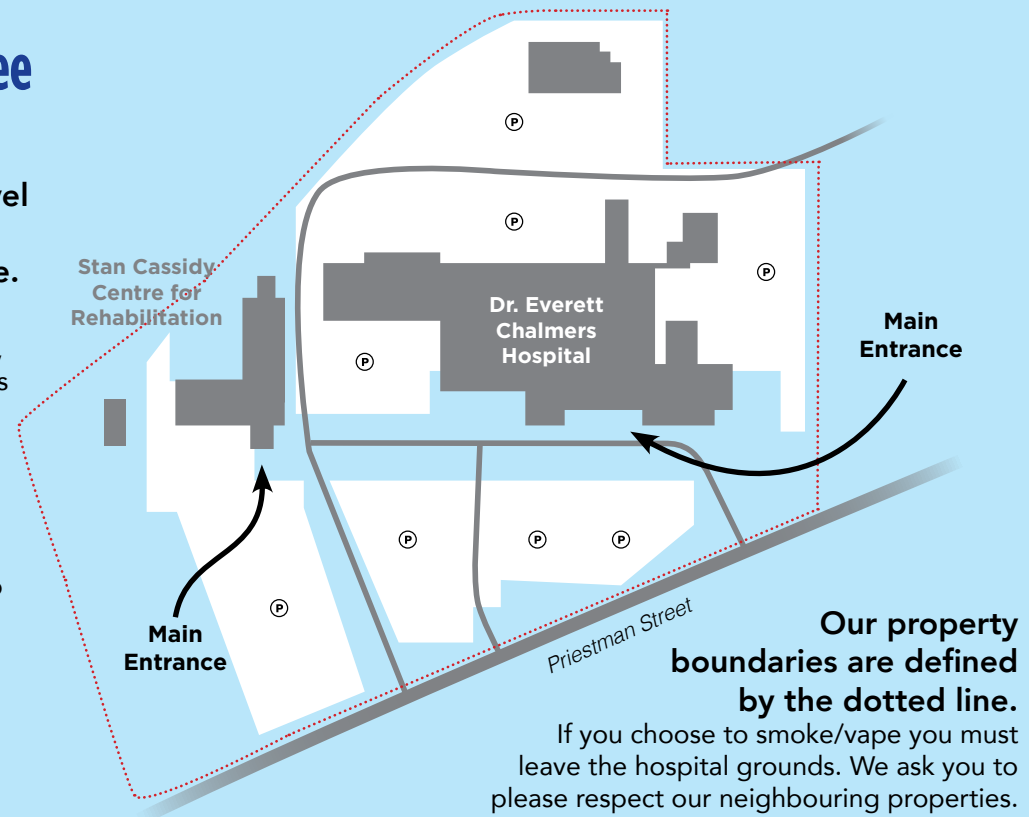 ee
vel
e.
s
Stan Cassidy
Centre for
Rehabilitation
P
P
P
P
Dr. Everett
Chalmers
Hospital
Main
Entrance
P
P
P
P
Main
Entrance
Priestman Street
Our property
boundaries are defined
by the dotted line.
If you choose to smoke/vape you must
leave the hospital grounds. We ask you to
please respect our neighbouring properties.